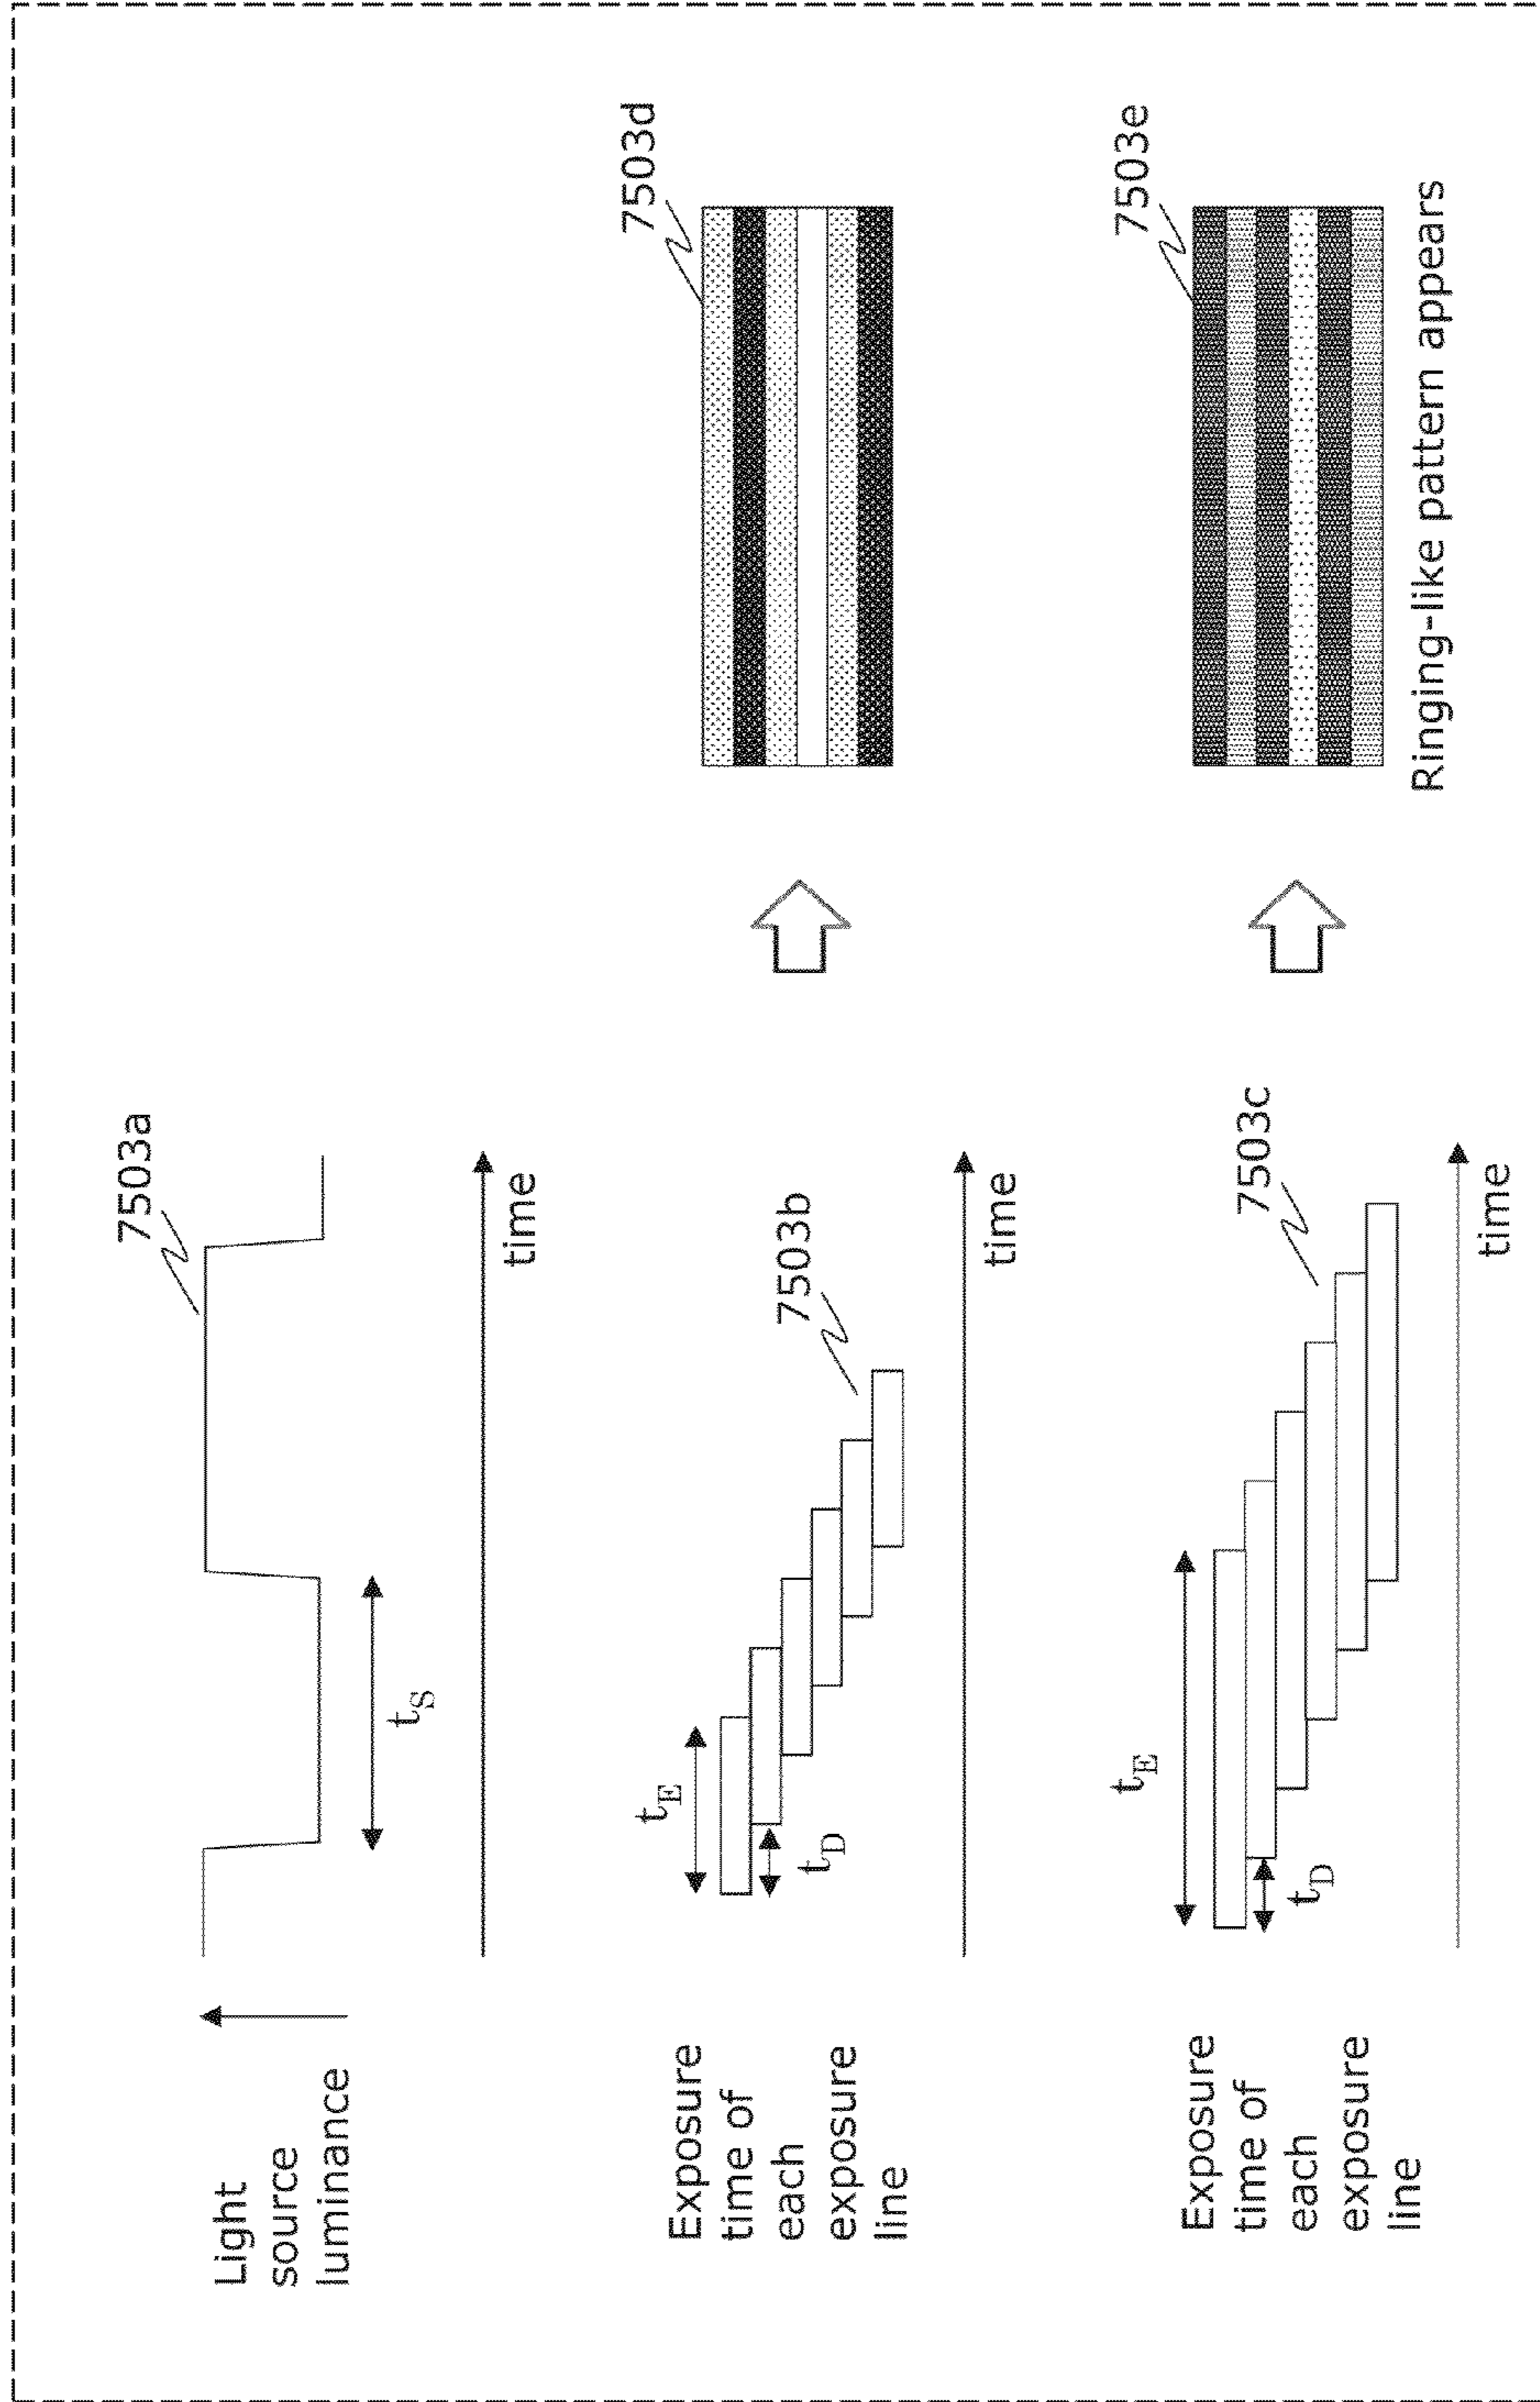 Light
source
luminance
7503a
t_S
time
Exposure
time of
each
exposure
line
t_E
t_D
7503b
time
7503d
Exposure
time of
each
exposure
line
t_E
t_D
7503c
time
7503e
Ringing-like pattern appears